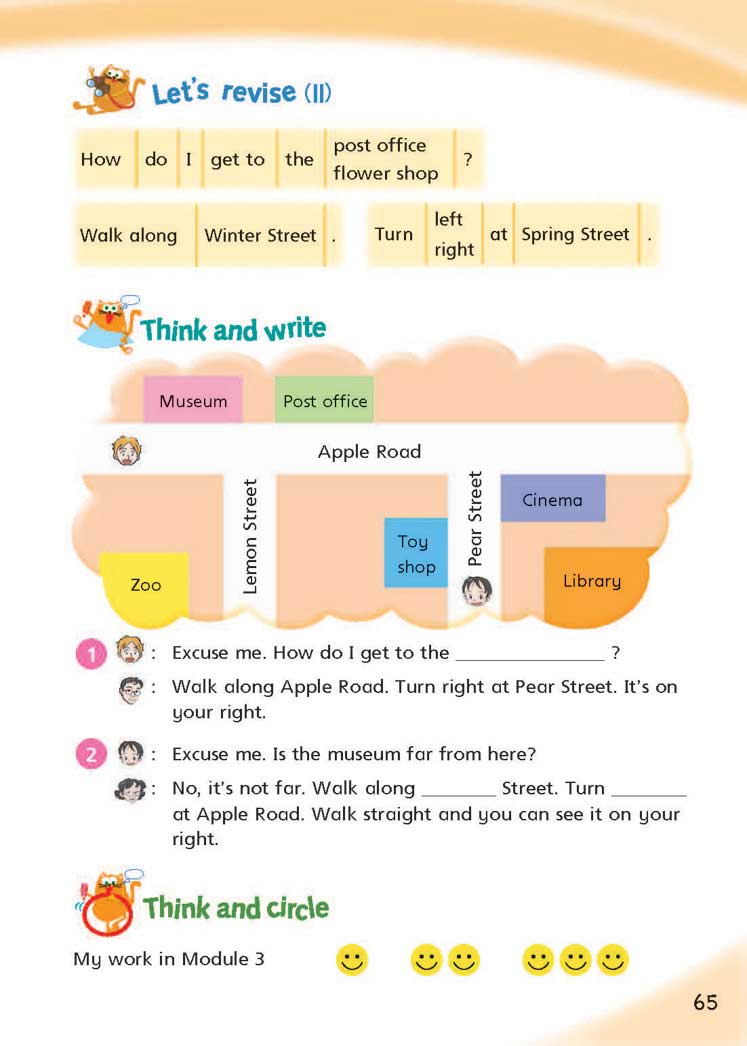 Let's revise (II)
How do I get to the post office ?
flower shop
Walk along Winter Street .
Turn left at Spring Street .
right
Think and write
Museum
Post office
Apple Road
Lemon Street
Pear Street
Cinema
Toy
shop
Zoo
Library
1 : Excuse me. How do I get to the _______________ ?
: Walk along Apple Road. Turn right at Pear Street. It's on
your right.
2 : Excuse me. Is the museum far from here?
: No, it's not far. Walk along ________ Street. Turn ________
at Apple Road. Walk straight and you can see it on your
right.
Think and circle
My work in Module 3
65